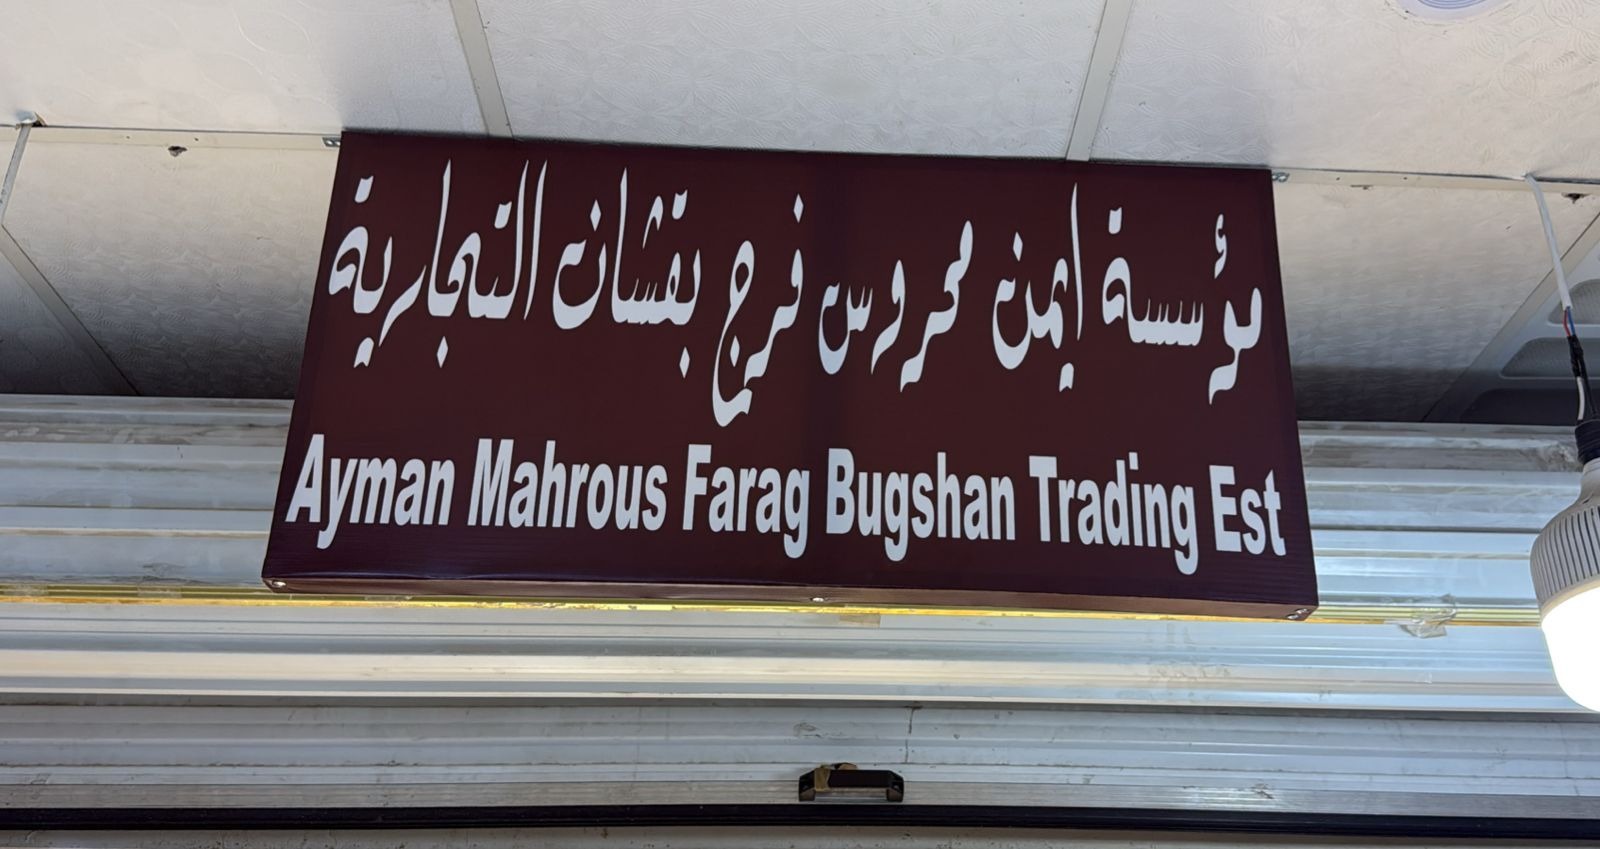 مؤسسة ايمن محروس فرج بقشان التجارية
Ayman Mahrous Farag Bugshan Trading Est